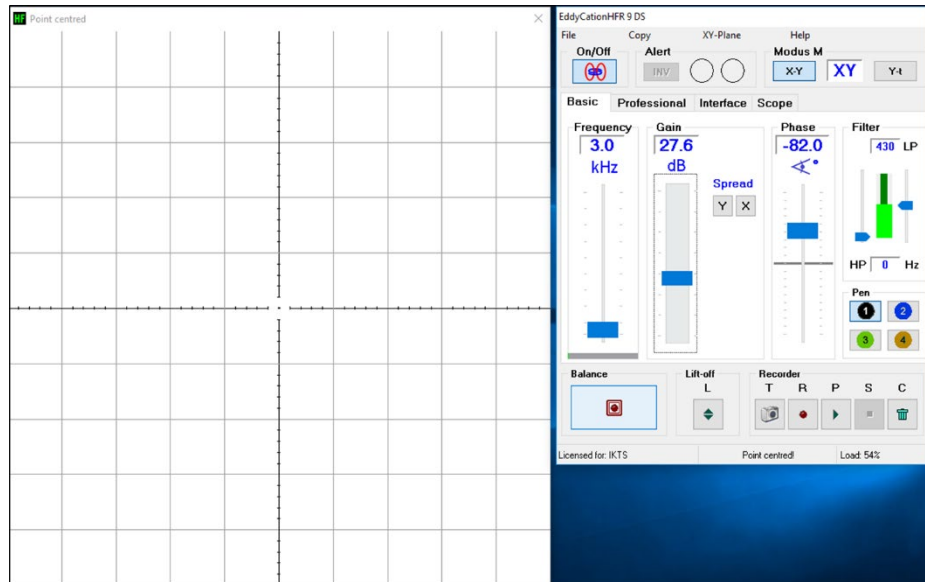 HF Point centred
EddyCationHFR 9 DS
File Copy XY-Plane Help
On/Off Alert Modus M
INV X-Y XY Y-t
Basic Professional Interface Scope
Frequency Gain Phase Filter
3.0 27.6 -82.0 430 LP
kHz dB ∢°
Spread
Y X
HP 0 Hz
Pen
1 2
3 4
Balance Lift-off Recorder
L T R P S C
Licensed for: IKTS Point centred! Load: 54%